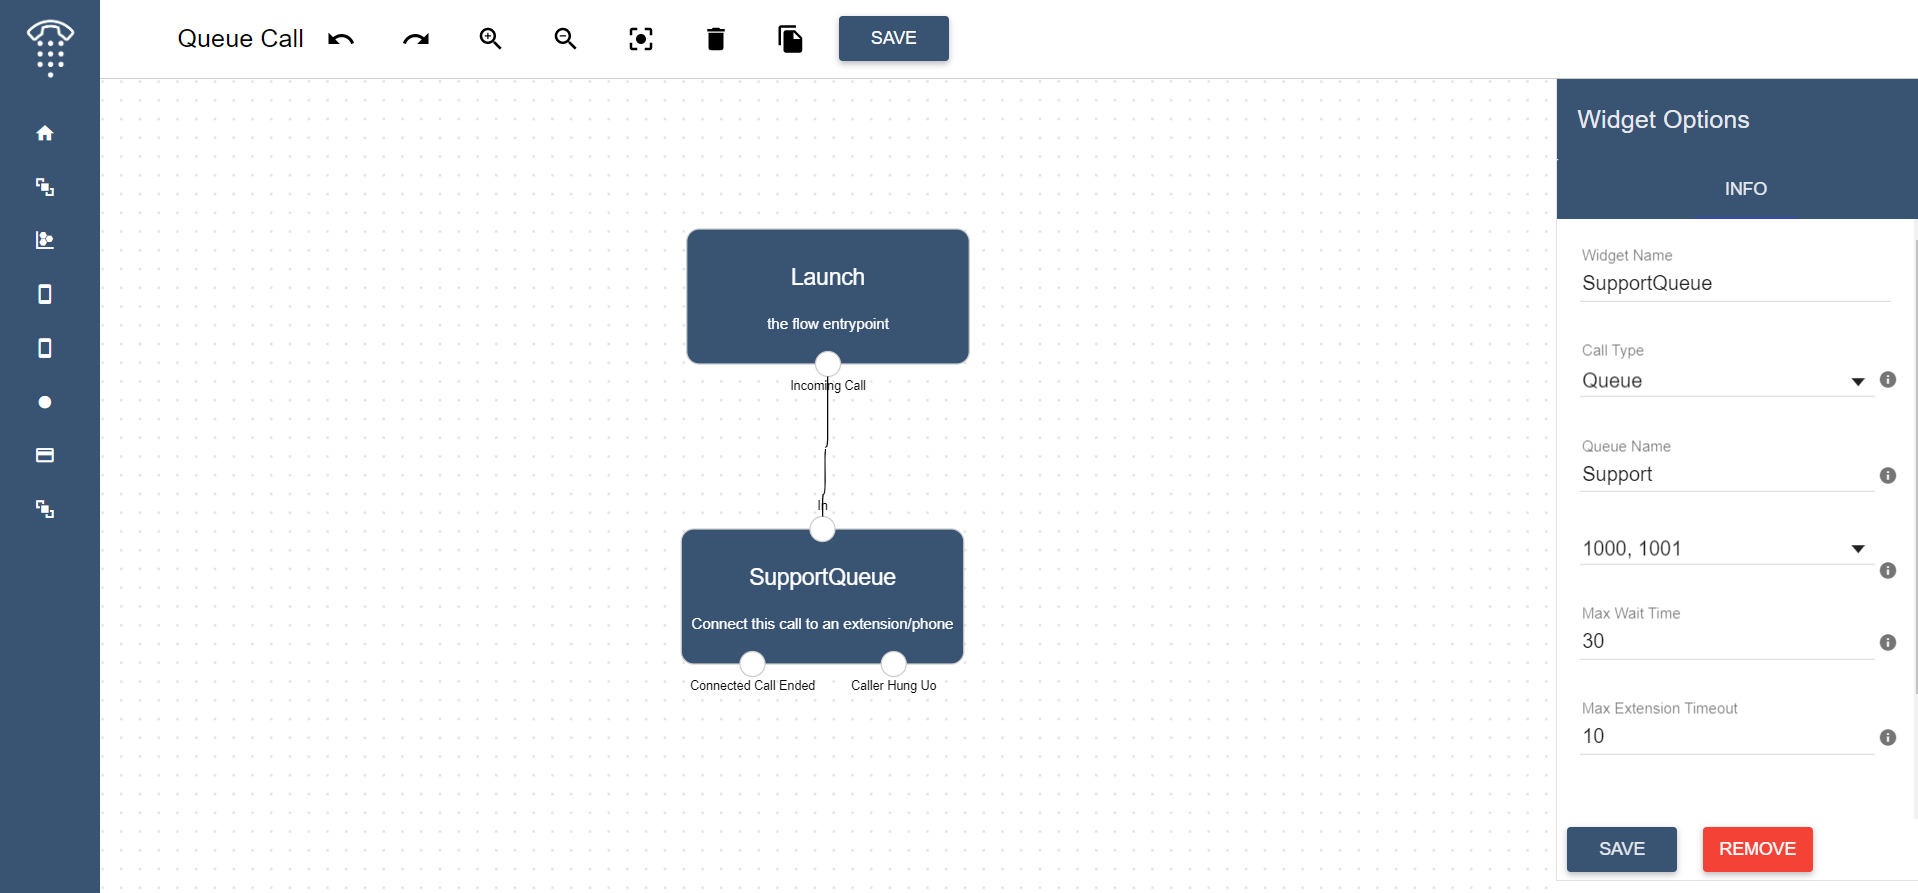 Queue Call
SAVE
Launch
the flow entrypoint
Incoming Call
In
SupportQueue
Connect this call to an extension/phone
Connected Call Ended
Caller Hung Uo
Widget Options
INFO
Widget Name
SupportQueue
Call Type
Queue
Queue Name
Support
1000, 1001
Max Wait Time
30
Max Extension Timeout
10
SAVE
REMOVE